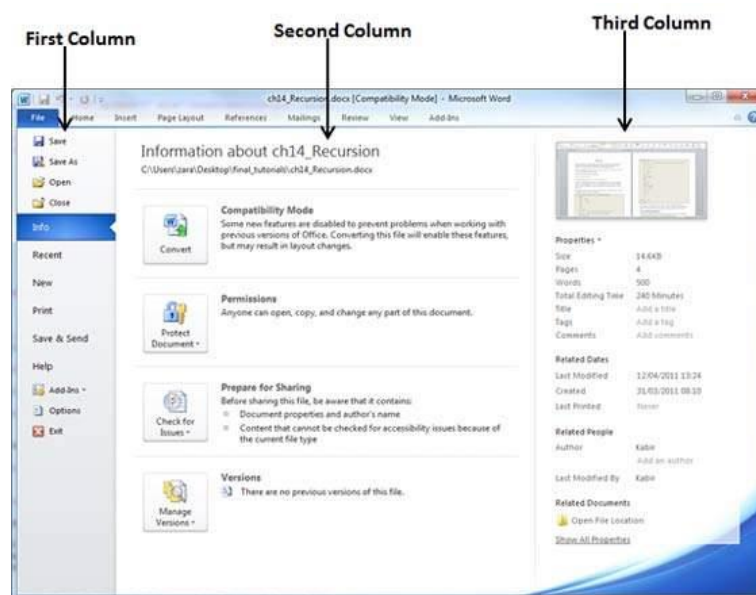 First Column
Second Column
Third Column
ch14_Recursion.docx [Compatibility Mode] - Microsoft Word
File Home Insert Page Layout References Mailings Review View Add-Ins
Save
Save As
Open
Close
Info
Recent
New
Print
Save & Send
Help
Add-Ins
Options
Exit
Information about ch14_Recursion
C:\Users\zara\Desktop\final_tutorials\ch14_Recursion.docx
Convert
Compatibility Mode
Some new features are disabled to prevent problems when working with
previous versions of Office. Converting this file will enable these features,
but may result in layout changes.
Protect
Document
Permissions
Anyone can open, copy, and change any part of this document.
Check for
Issues
Prepare for Sharing
Before sharing this file, be aware that it contains:
Document properties and author's name
Content that cannot be checked for accessibility issues because of
the current file type
Manage
Versions
Versions
There are no previous versions of this file.
Properties
Size 14.6KB
Pages 4
Words 500
Total Editing Time 240 Minutes
Title Add a title
Tags Add a tag
Comments Add comments
Related Dates
Last Modified 12/04/2011 13:24
Created 31/03/2011 08:10
Last Printed Never
Related People
Author Kabir
Add an author
Last Modified By Kabir
Related Documents
Open File Location
Show All Properties